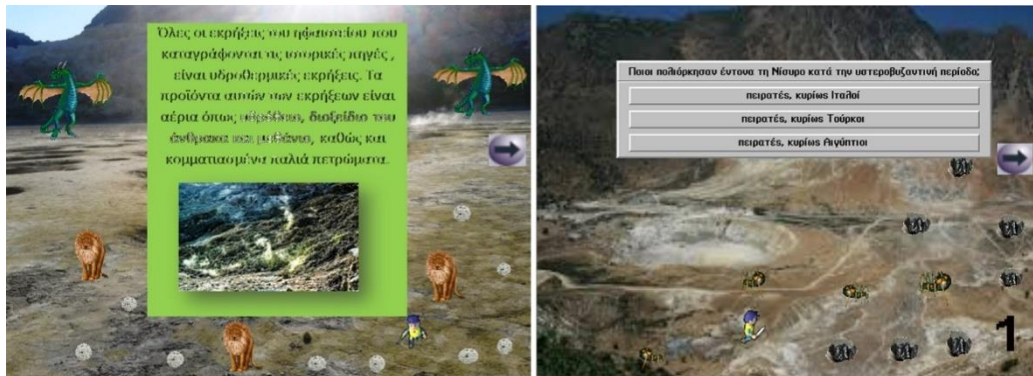 Όλες οι εκρήξεις του ηφαιστείου που
καταγράφονται τις ιστορικές πηγές ,
είναι υδροθερμικές εκρήξεις. Τα
προϊόντα αυτών των εκρήξεων είναι
αέρια όπως υδρόθειο, διοξείδιο του
άνθρακα και μεθάνιο, καθώς και
κομματιασμένα παλιά πετρώματα.
Ποιοι πολιόρκησαν έντονα τη Νίσυρο κατά την υστεροβυζαντινή περίοδο;
πειρατές, κυρίως Ιταλοί
πειρατές, κυρίως Τούρκοι
πειρατές, κυρίως Αιγύπτιοι
1